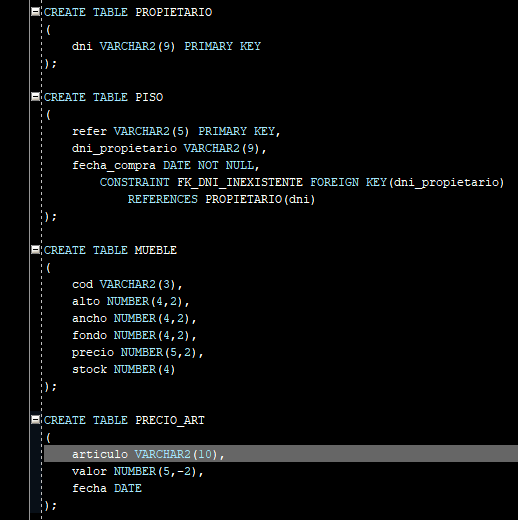 CREATE TABLE PROPIETARIO
(
dni VARCHAR2(9) PRIMARY KEY
);
CREATE TABLE PISO
(
refer VARCHAR2(5) PRIMARY KEY,
dni_propietario VARCHAR2(9),
fecha_compra DATE NOT NULL,
CONSTRAINT FK_DNI_INEXISTENTE FOREIGN KEY(dni_propietario)
REFERENCES PROPIETARIO(dni)
);
CREATE TABLE MUEBLE
(
cod VARCHAR2(3),
alto NUMBER(4,2),
ancho NUMBER(4,2),
fondo NUMBER(4,2),
precio NUMBER(5,2),
stock NUMBER(4)
);
CREATE TABLE PRECIO_ART
(
articulo VARCHAR2(10),
valor NUMBER(5,-2),
fecha DATE
);